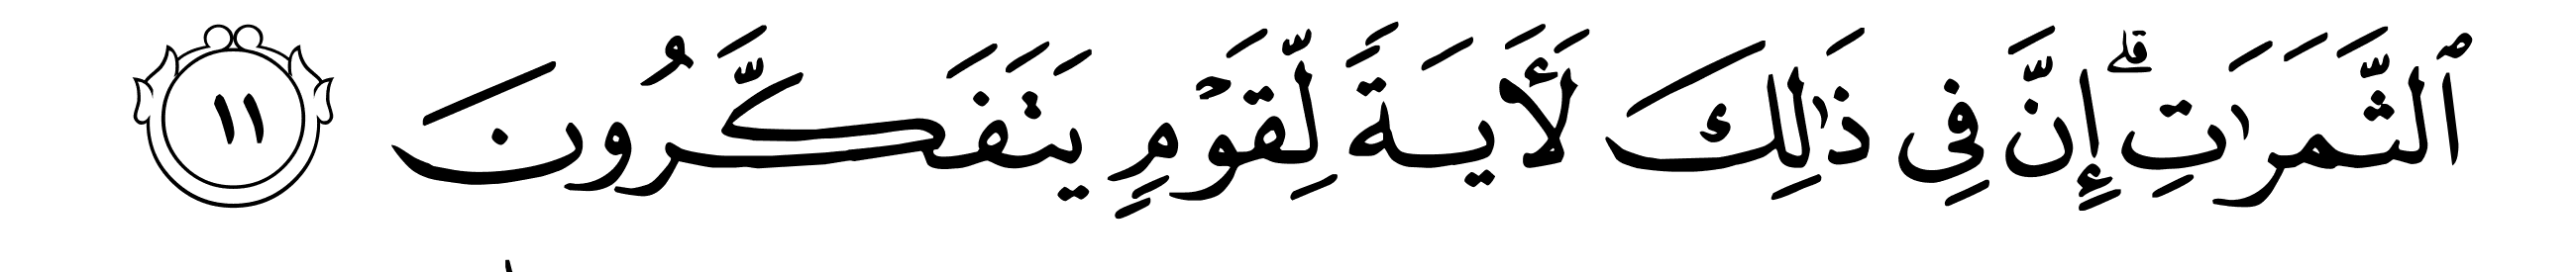 ٱلثَّمَرَٰتِۗ إِنَّ فِي ذَٰلِكَ لَأٓيَةٗ لِّقَوۡمٖ يَتَفَكَّرُونَ ١١